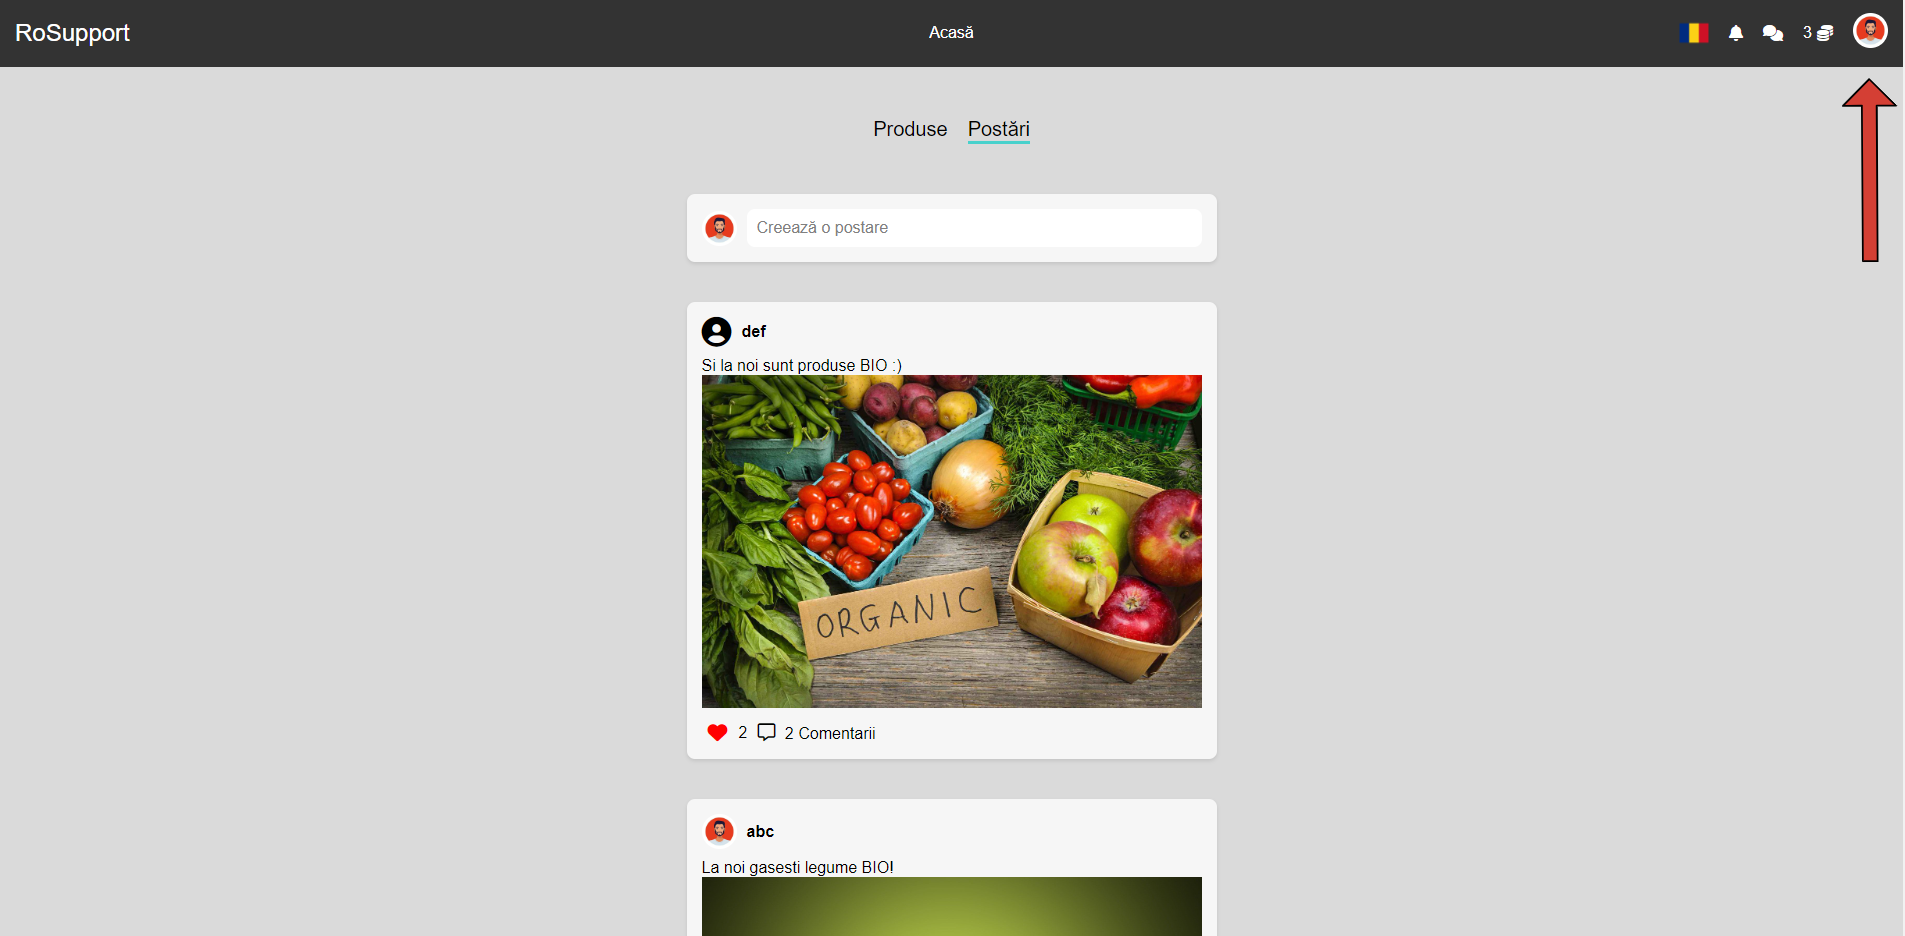 RoSupport
Acasă
3
Produse Postări
Creează o postare
def
Si la noi sunt produse BIO :)
ORGANIC
2 2 Comentarii
abc
La noi gasesti legume BIO!